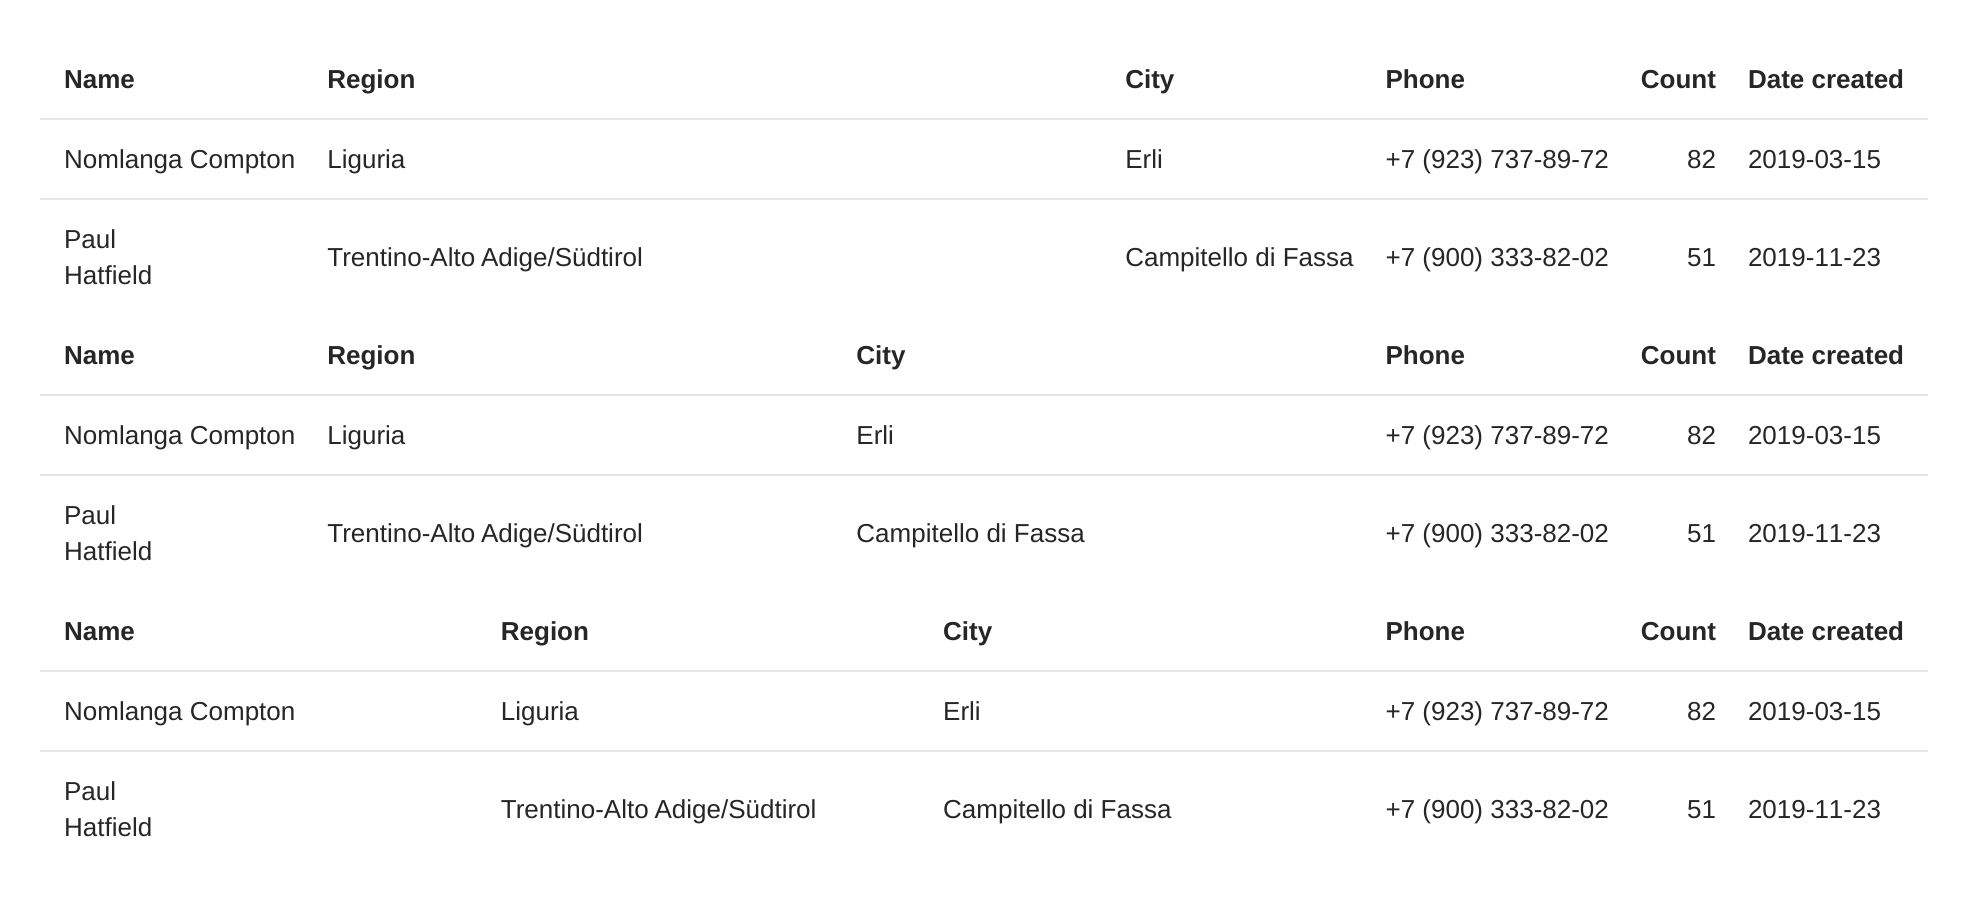 Name Region City Phone Count Date created
Nomlanga Compton Liguria Erli +7 (923) 737-89-72 82 2019-03-15
Paul
Hatfield Trentino-Alto Adige/Südtirol Campitello di Fassa +7 (900) 333-82-02 51 2019-11-23
Name Region City Phone Count Date created
Nomlanga Compton Liguria Erli +7 (923) 737-89-72 82 2019-03-15
Paul
Hatfield Trentino-Alto Adige/Südtirol Campitello di Fassa +7 (900) 333-82-02 51 2019-11-23
Name Region City Phone Count Date created
Nomlanga Compton Liguria Erli +7 (923) 737-89-72 82 2019-03-15
Paul
Hatfield Trentino-Alto Adige/Südtirol Campitello di Fassa +7 (900) 333-82-02 51 2019-11-23